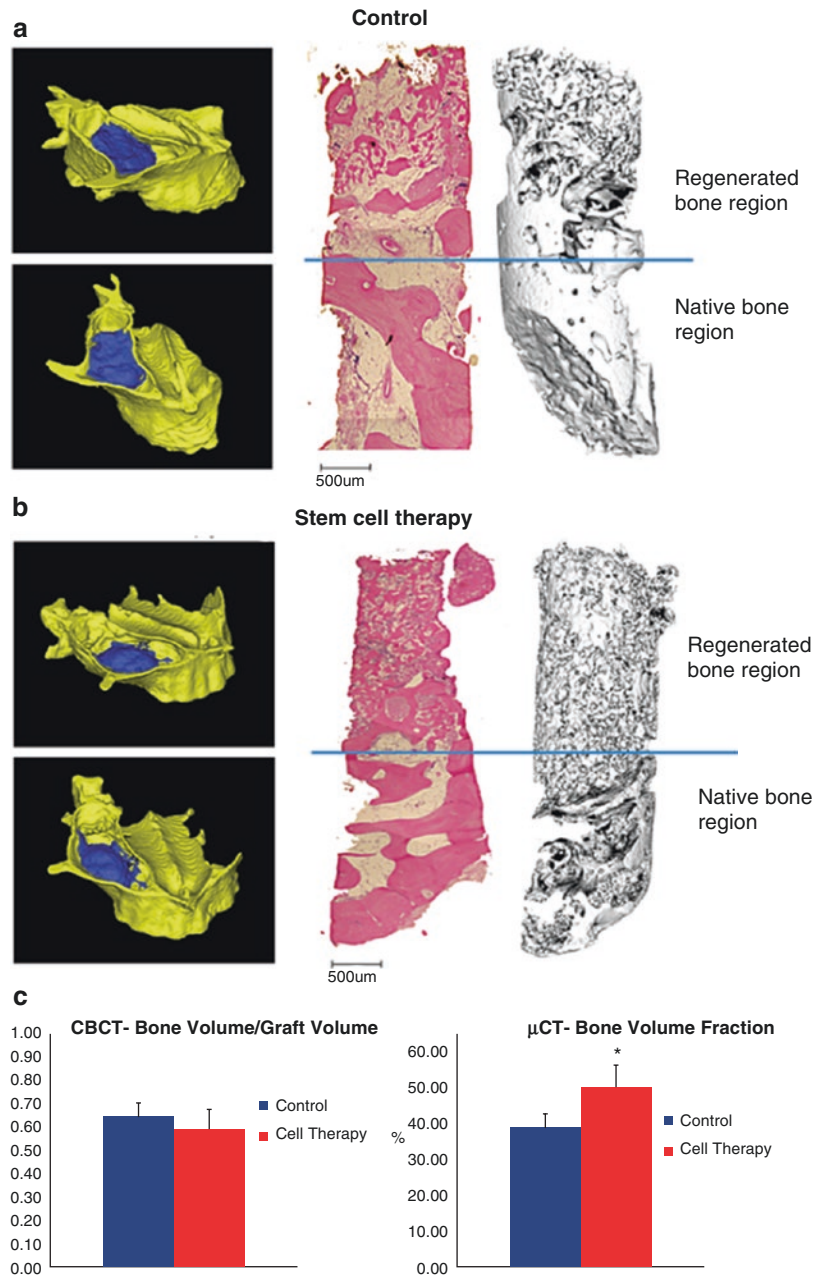 a
Control
Regenerated
bone region
Native bone
region
500um
b
Stem cell therapy
Regenerated
bone region
Native bone
region
500um
c
CBCT- Bone Volume/Graft Volume
1.00
0.90
0.80
0.70
0.60
0.50
0.40
0.30
0.20
0.10
0.00
Control
Cell Therapy
μCT- Bone Volume Fraction
%
60.00
50.00
40.00
30.00
20.00
10.00
0.00
*
Control
Cell Therapy